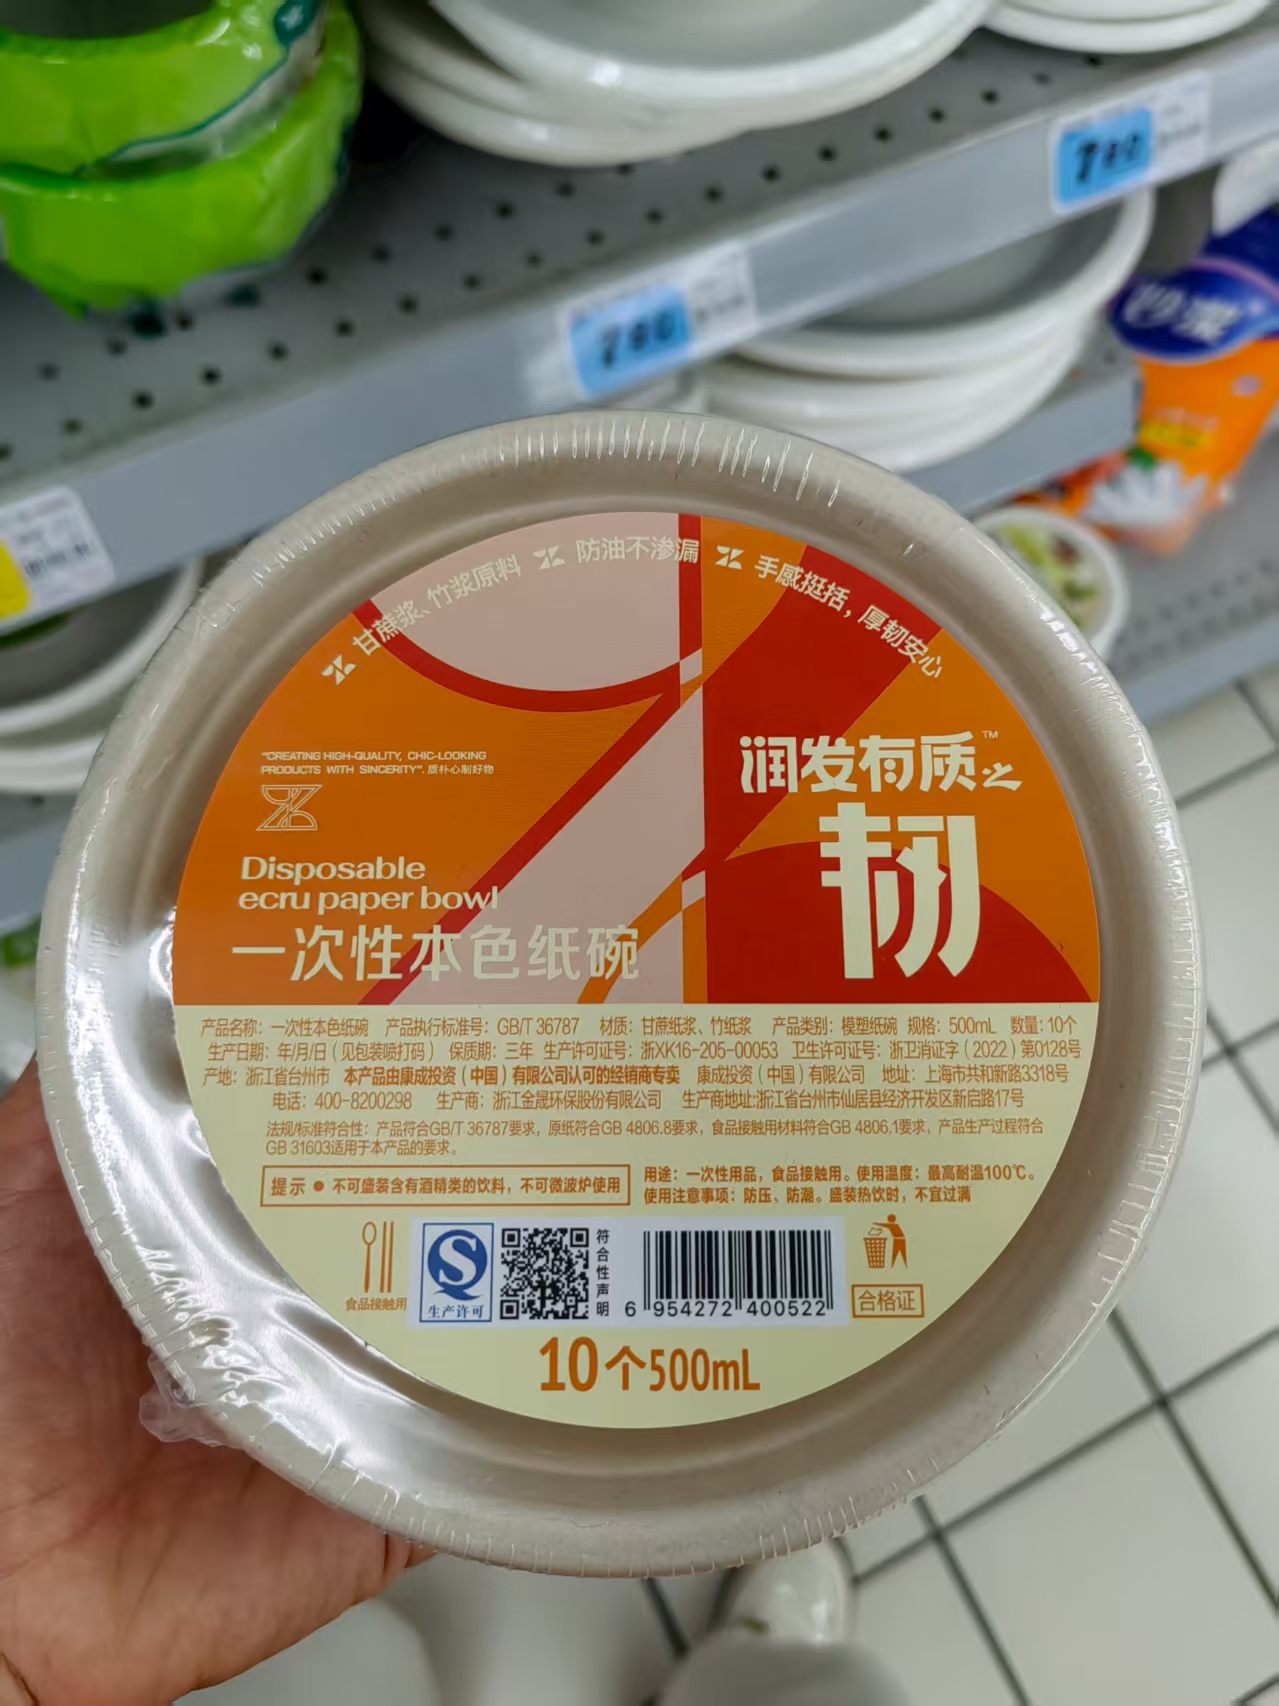 780
780
妙洁
甘蔗浆、竹浆原料 防油不渗漏 手感挺括，厚韧安心
"CREATING HIGH-QUALITY, CHIC-LOOKING
PRODUCTS WITH SINCERITY". 质朴心制好物
润发有质™之
韧
Disposable
ecru paper bowl
一次性本色纸碗
产品名称：一次性本色纸碗 产品执行标准号：GB/T 36787 材质：甘蔗纸浆、竹纸浆 产品类别：模塑纸碗 规格：500mL 数量：10个
生产日期：年/月/日（见包装喷打码） 保质期：三年 生产许可证号：浙XK16-205-00053 卫生许可证号：浙卫消证字（2022）第0128号
产地：浙江省台州市 本产品由康成投资（中国）有限公司认可的经销商专卖 康成投资（中国）有限公司 地址：上海市共和新路3318号
电话：400-8200298 生产商：浙江金晟环保股份有限公司 生产商地址:浙江省台州市仙居县经济开发区新启路17号
法规/标准符合性：产品符合GB/T 36787要求，原纸符合GB 4806.8要求，食品接触用材料符合GB 4806.1要求，产品生产过程符合
GB 31603适用于本产品的要求。
提示 ● 不可盛装含有酒精类的饮料，不可微波炉使用
用途：一次性用品，食品接触用。使用温度：最高耐温100℃。
使用注意事项：防压、防潮。盛装热饮时，不宜过满
食品接触用
生产许可
符合性声明
6 954272 400522
合格证
10个500mL